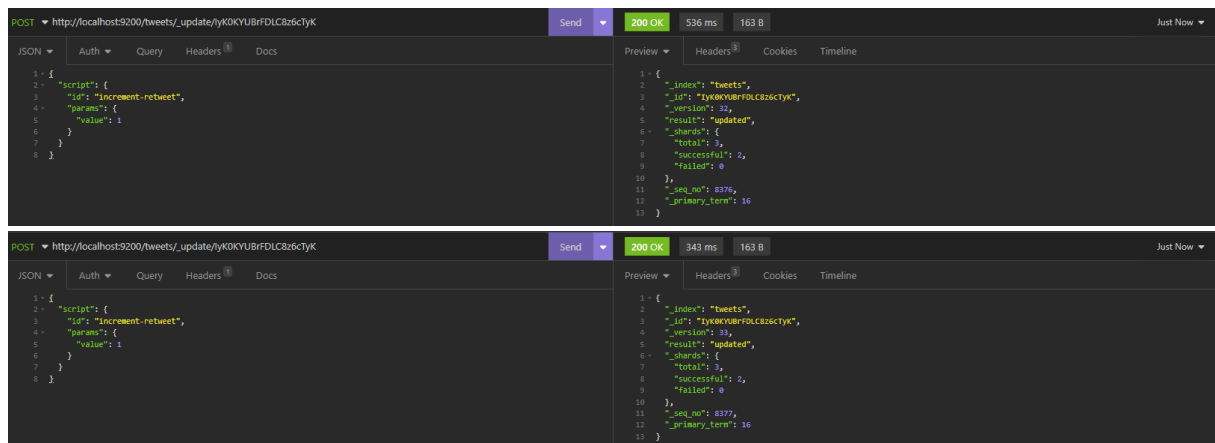 POST http://localhost:9200/tweets/_update/IyK0KYUBrFDLC8z6cTyK Send 200 OK 536 ms 163 B Just Now
JSON Auth Query Headers 1 Docs Preview Headers 3 Cookies Timeline
1 {
2 "script": {
3 "id": "increment-retweet",
4 "params": {
5 "value": 1
6 }
7 }
8 }
1 {
2 "_index": "tweets",
3 "_id": "IyK0KYUBrFDLC8z6cTyK",
4 "_version": 32,
5 "result": "updated",
6 "_shards": {
7 "total": 3,
8 "successful": 2,
9 "failed": 0
10 },
11 "_seq_no": 8376,
12 "_primary_term": 16
13 }
POST http://localhost:9200/tweets/_update/IyK0KYUBrFDLC8z6cTyK Send 200 OK 343 ms 163 B Just Now
JSON Auth Query Headers 1 Docs Preview Headers 3 Cookies Timeline
1 {
2 "script": {
3 "id": "increment-retweet",
4 "params": {
5 "value": 1
6 }
7 }
8 }
1 {
2 "_index": "tweets",
3 "_id": "IyK0KYUBrFDLC8z6cTyK",
4 "_version": 33,
5 "result": "updated",
6 "_shards": {
7 "total": 3,
8 "successful": 2,
9 "failed": 0
10 },
11 "_seq_no": 8377,
12 "_primary_term": 16
13 }